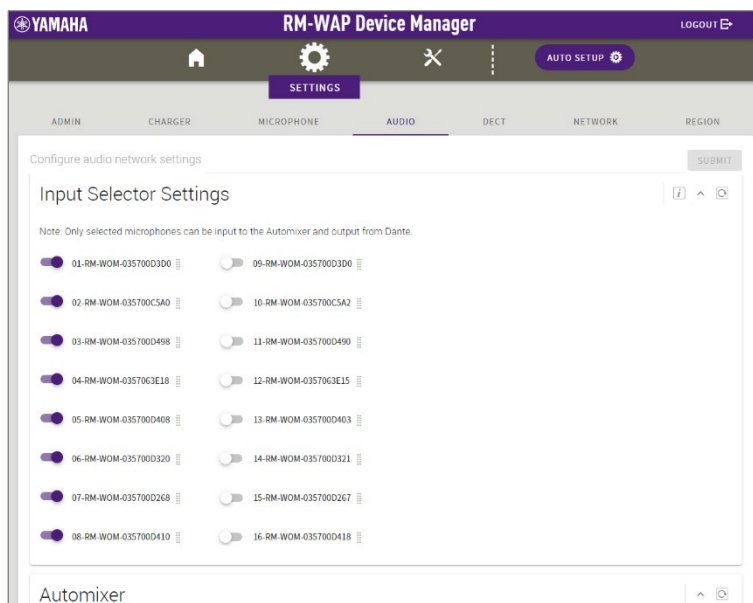 YAMAHA
RM-WAP Device Manager
LOGOUT
AUTO SETUP
SETTINGS
ADMIN CHARGER MICROPHONE AUDIO DECT NETWORK REGION
Configure audio network settings
SUBMIT
Input Selector Settings
i
Note: Only selected microphones can be input to the Automixer and output from Dante.
01-RM-WOM-035700D3D0 09-RM-WOM-035700D3D0
02-RM-WOM-035700C5A0 10-RM-WOM-035700C5A2
03-RM-WOM-035700D498 11-RM-WOM-035700D490
04-RM-WOM-0357063E18 12-RM-WOM-0357063E15
05-RM-WOM-035700D408 13-RM-WOM-035700D403
06-RM-WOM-035700D320 14-RM-WOM-035700D321
07-RM-WOM-035700D268 15-RM-WOM-035700D267
08-RM-WOM-035700D410 16-RM-WOM-035700D418
Automixer